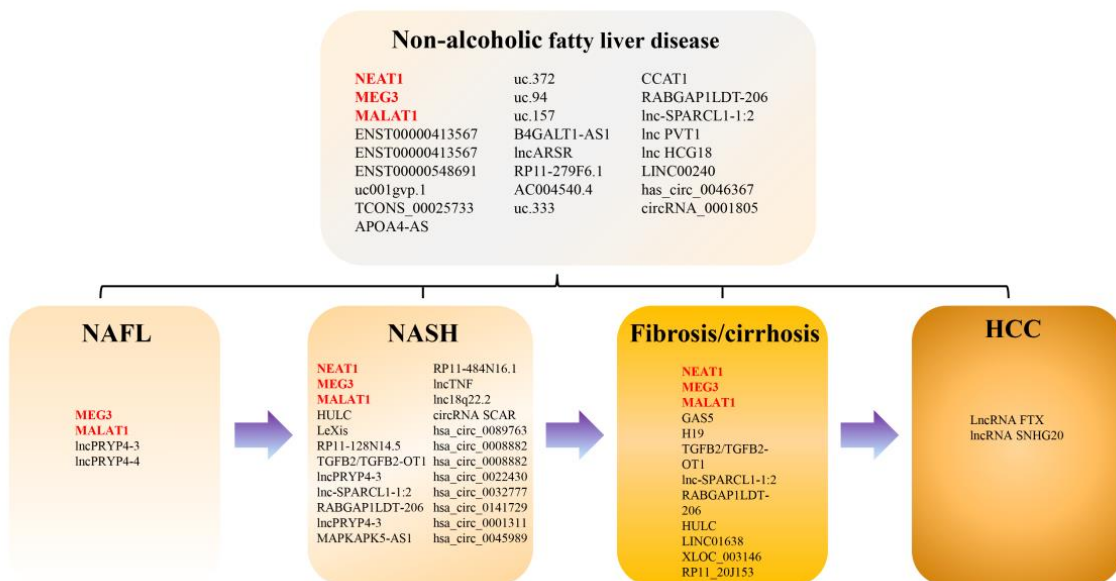 Non-alcoholic fatty liver disease
NEAT1
MEG3
MALAT1
ENST00000413567
ENST00000413567
ENST00000548691
uc001gvp.1
TCONS_00025733
APOA4-AS
uc.372
uc.94
uc.157
B4GALT1-AS1
lncARSR
RP11-279F6.1
AC004540.4
uc.333
CCAT1
RABGAP1LDT-206
lnc-SPARCL1-1:2
lnc PVT1
lnc HCG18
LINC00240
has_circ_0046367
circRNA_0001805
NAFL
MEG3
MALAT1
lncPRYP4-3
lncPRYP4-4
NASH
NEAT1
MEG3
MALAT1
HULC
LeXis
RP11-128N14.5
TGFB2/TGFB2-OT1
lncPRYP4-3
lnc-SPARCL1-1:2
RABGAP1LDT-206
lncPRYP4-3
MAPKAPK5-AS1
RP11-484N16.1
lncTNF
lnc18q22.2
circRNA SCAR
hsa_circ_0089763
hsa_circ_0008882
hsa_circ_0008882
hsa_circ_0022430
hsa_circ_0032777
hsa_circ_0141729
hsa_circ_0001311
hsa_circ_0045989
Fibrosis/cirrhosis
NEAT1
MEG3
MALAT1
GAS5
H19
TGFB2/TGFB2-
OT1
lnc-SPARCL1-1:2
RABGAP1LDT-
206
HULC
LINC01638
XLOC_003146
RP11_20J153
HCC
LncRNA FTX
lncRNA SNHG20